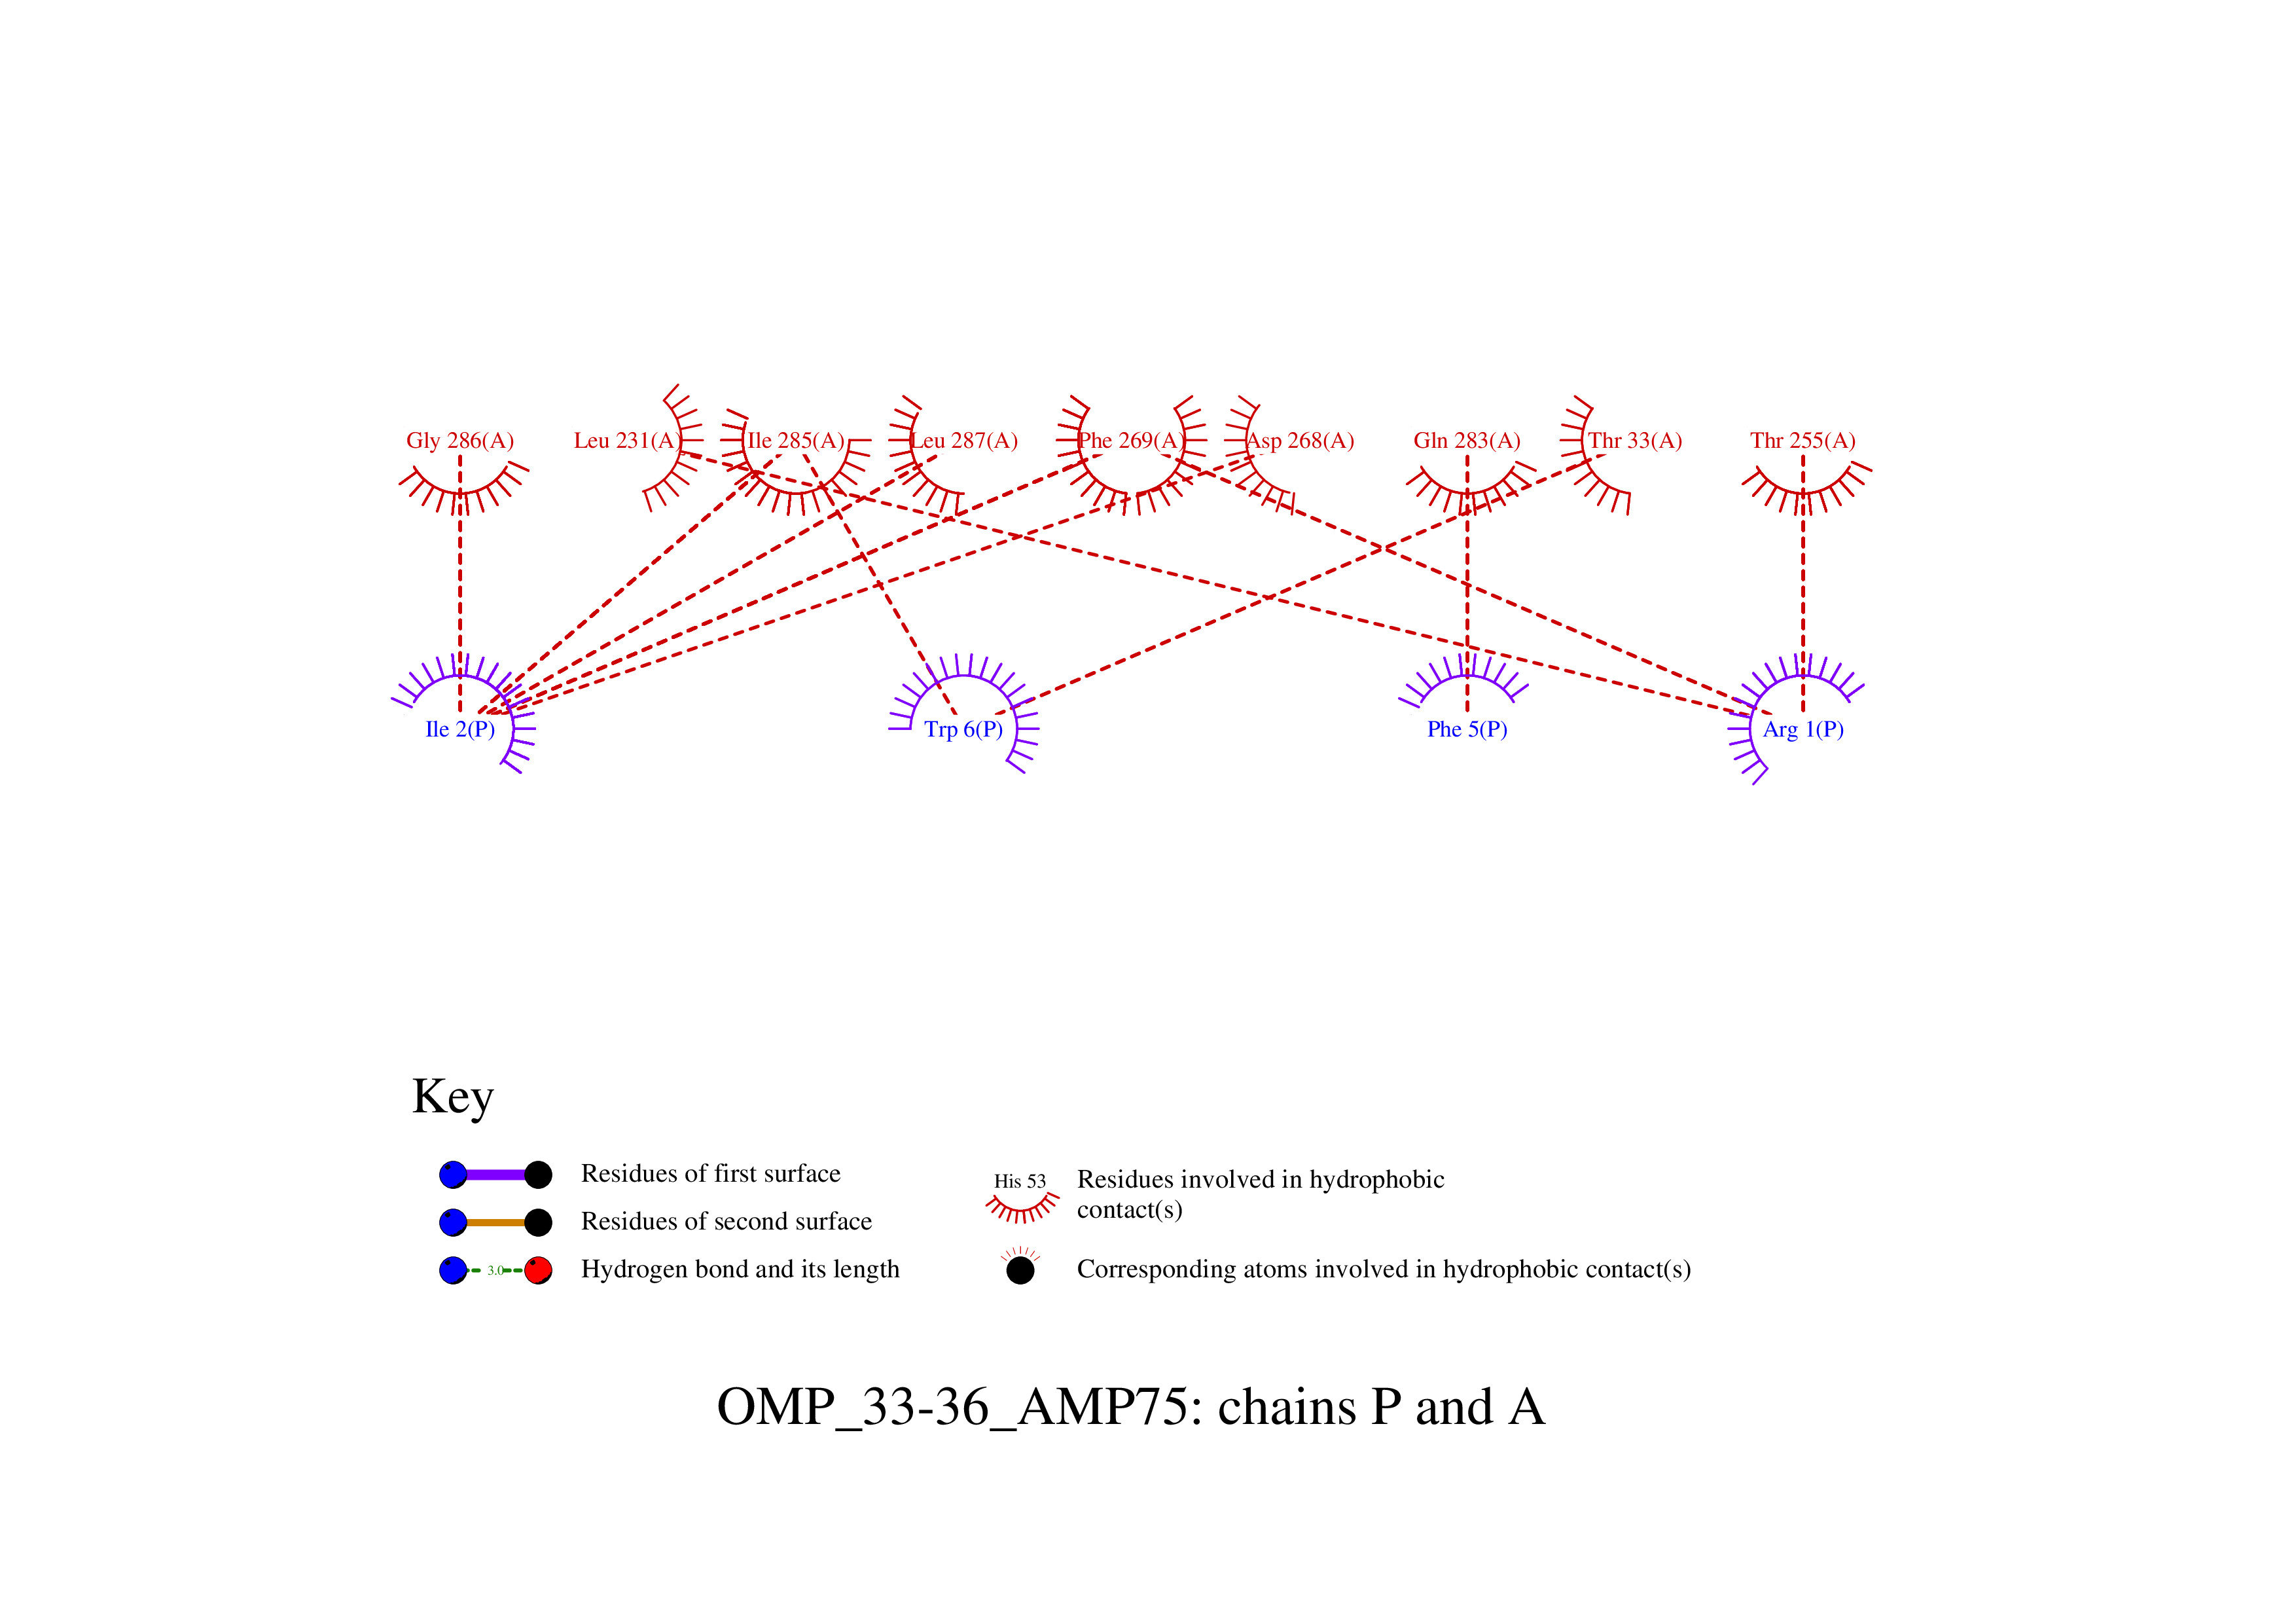 Gly 286(A) Leu 231(A) Ile 285(A) Leu 287(A) Phe 269(A) Asp 268(A) Gln 283(A) Thr 33(A) Thr 255(A)
Ile 2(P) Trp 6(P) Phe 5(P) Arg 1(P)
Key
Residues of first surface
Residues of second surface
3.0 Hydrogen bond and its length
His 53 Residues involved in hydrophobic
contact(s)
Corresponding atoms involved in hydrophobic contact(s)
OMP_33-36_AMP75: chains P and A